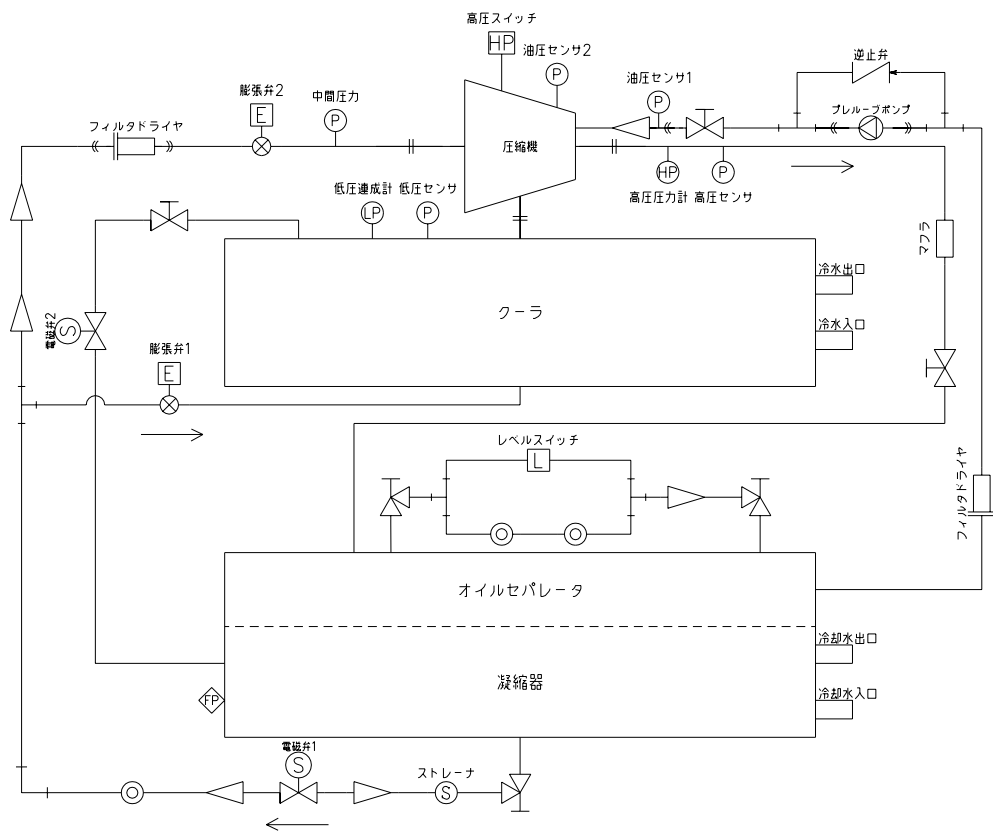 高圧スイッチ
HP
油圧センサ2
P
逆止弁
膨張弁2
E
中間圧力
P
油圧センサ1
P
プレルーブポンプ
フィルタドライヤ
圧縮機
低圧連成計
LP
低圧センサ
P
HP
高圧圧力計
P
高圧センサ
マフラ
電磁弁2
S
クーラ
冷水出口
冷水入口
膨張弁1
E
レベルスイッチ
L
フィルタドライヤ
オイルセパレータ
冷却水出口
凝縮器
FP
冷却水入口
電磁弁1
S
ストレーナ
S